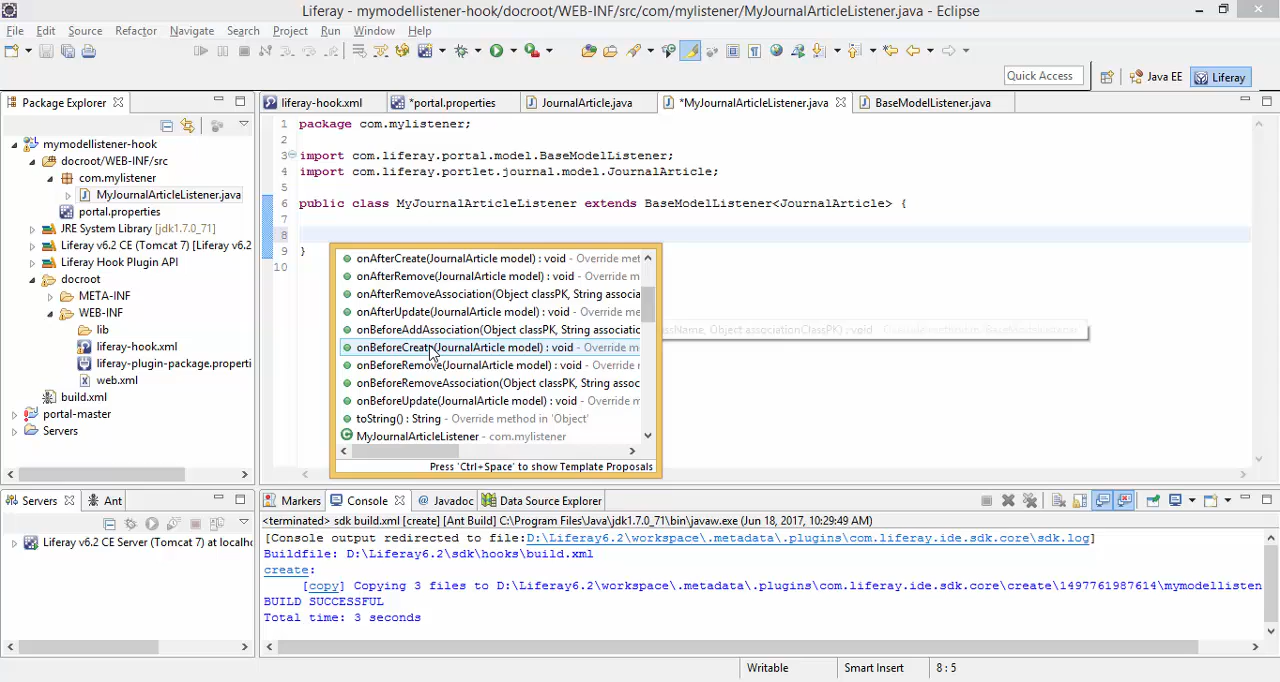 Liferay - mymodellistener-hook/docroot/WEB-INF/src/com/mylistener/MyJournalArticleListener.java - Eclipse
File Edit Source Refactor Navigate Search Project Run Window Help
Quick Access Java EE Liferay
Package Explorer
mymodellistener-hook
docroot/WEB-INF/src
com.mylistener
MyJournalArticleListener.java
portal.properties
JRE System Library [jdk1.7.0_71]
Liferay v6.2 CE (Tomcat 7) [Liferay v6.2
Liferay Hook Plugin API
docroot
META-INF
WEB-INF
lib
liferay-hook.xml
liferay-plugin-package.properti
web.xml
build.xml
portal-master
Servers
liferay-hook.xml *portal.properties JournalArticle.java *MyJournalArticleListener.java BaseModelListener.java
1 package com.mylistener;
2
3 import com.liferay.portal.model.BaseModelListener;
4 import com.liferay.portlet.journal.model.JournalArticle;
5
6 public class MyJournalArticleListener extends BaseModelListener<JournalArticle> {
7
8
9 }
10
onAfterCreate(JournalArticle model) : void - Override met
onAfterRemove(JournalArticle model) : void - Override m
onAfterRemoveAssociation(Object classPK, String associa
onAfterUpdate(JournalArticle model) : void - Override m
onBeforeAddAssociation(Object classPK, String association
onBeforeCreate(JournalArticle model) : void - Override m
onBeforeRemove(JournalArticle model) : void - Override
onBeforeRemoveAssociation(Object classPK, String assoc
onBeforeUpdate(JournalArticle model) : void - Override m
toString() : String - Override method in 'Object'
MyJournalArticleListener - com.mylistener
Press 'Ctrl+Space' to show Template Proposals
Object associationClassPK) : void
Servers Ant
Liferay v6.2 CE Server (Tomcat 7) at localho
Markers Console Javadoc Data Source Explorer
<terminated> sdk build.xml [create] [Ant Build] C:\Program Files\Java\jdk1.7.0_71\bin\javaw.exe (Jun 18, 2017, 10:29:49 AM)
[Console output redirected to file:D:\Liferay6.2\workspace\.metadata\.plugins\com.liferay.ide.sdk.core\sdk.log]
Buildfile: D:\Liferay6.2\sdk\hooks\build.xml
create:
[copy] Copying 3 files to D:\Liferay6.2\workspace\.metadata\.plugins\com.liferay.ide.sdk.core\create\1497761987614\mymodellisten
BUILD SUCCESSFUL
Total time: 3 seconds
Writable Smart Insert 8 : 5